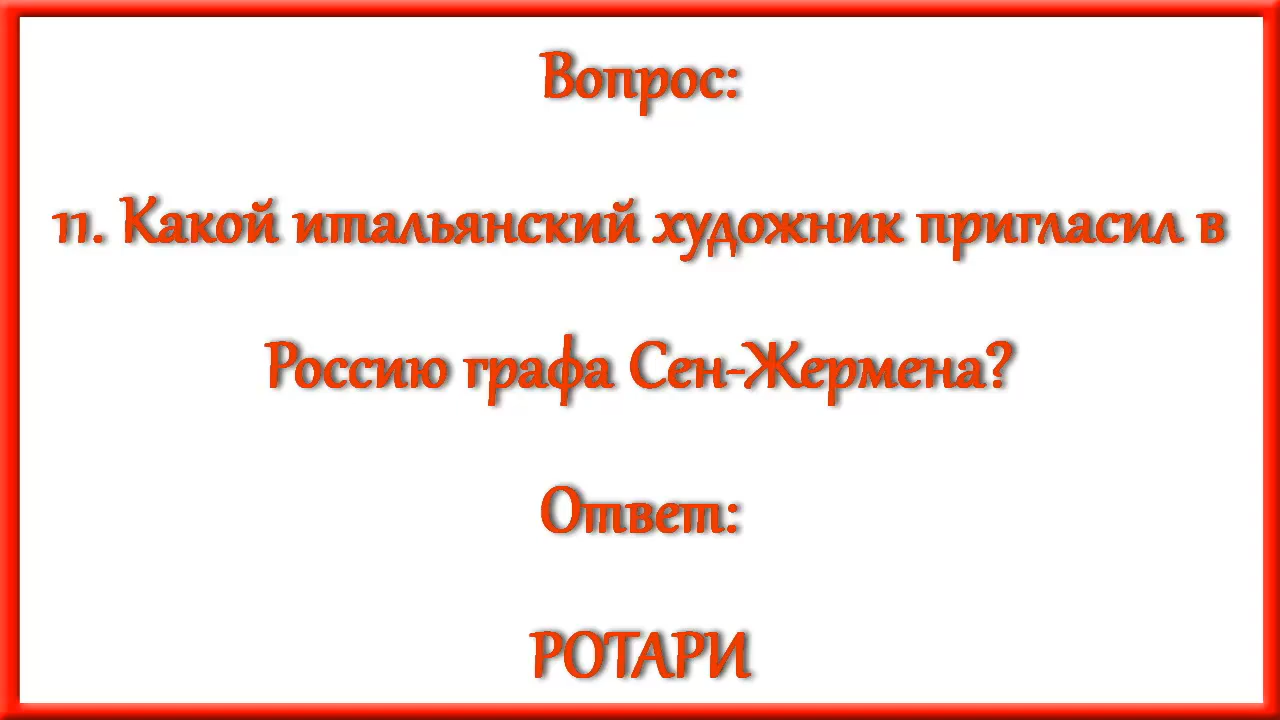 Вопрос:
11. Какой итальянский художник пригласил в
Россию графа Сен-Жермена?
Ответ:
РОТАРИ